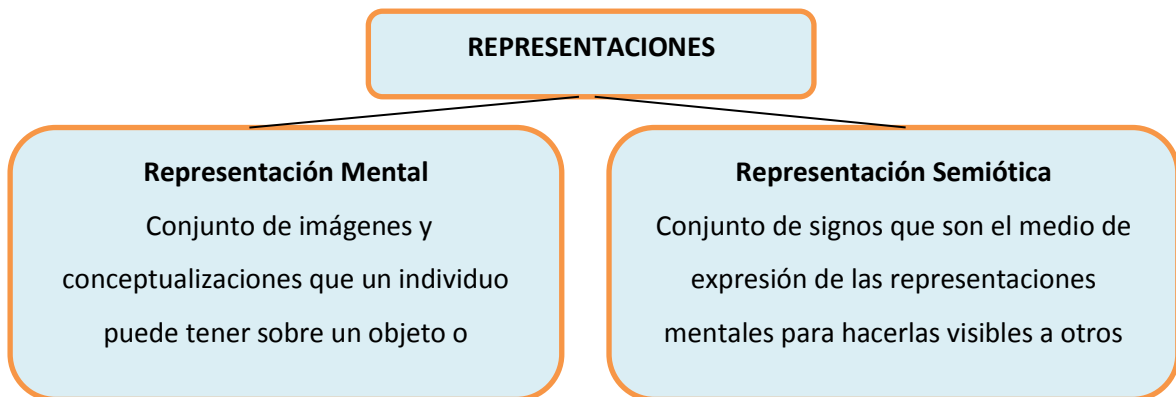 REPRESENTACIONES
Representación Mental
Conjunto de imágenes y
conceptualizaciones que un individuo
puede tener sobre un objeto o
Representación Semiótica
Conjunto de signos que son el medio de
expresión de las representaciones
mentales para hacerlas visibles a otros